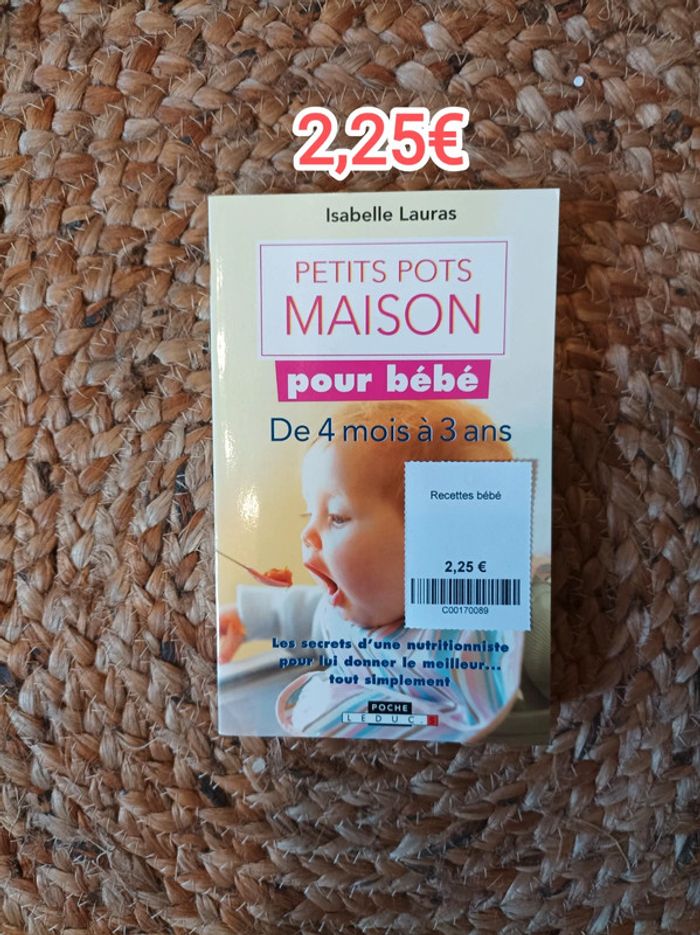 2,25€
Isabelle Lauras
PETITS POTS
MAISON
pour bébé
De 4 mois à 3 ans
Recettes bébé
2,25 €
C00170089
Les secrets d'une nutritionniste
pour lui donner le meilleur...
tout simplement
POCHE
LEDUC.S